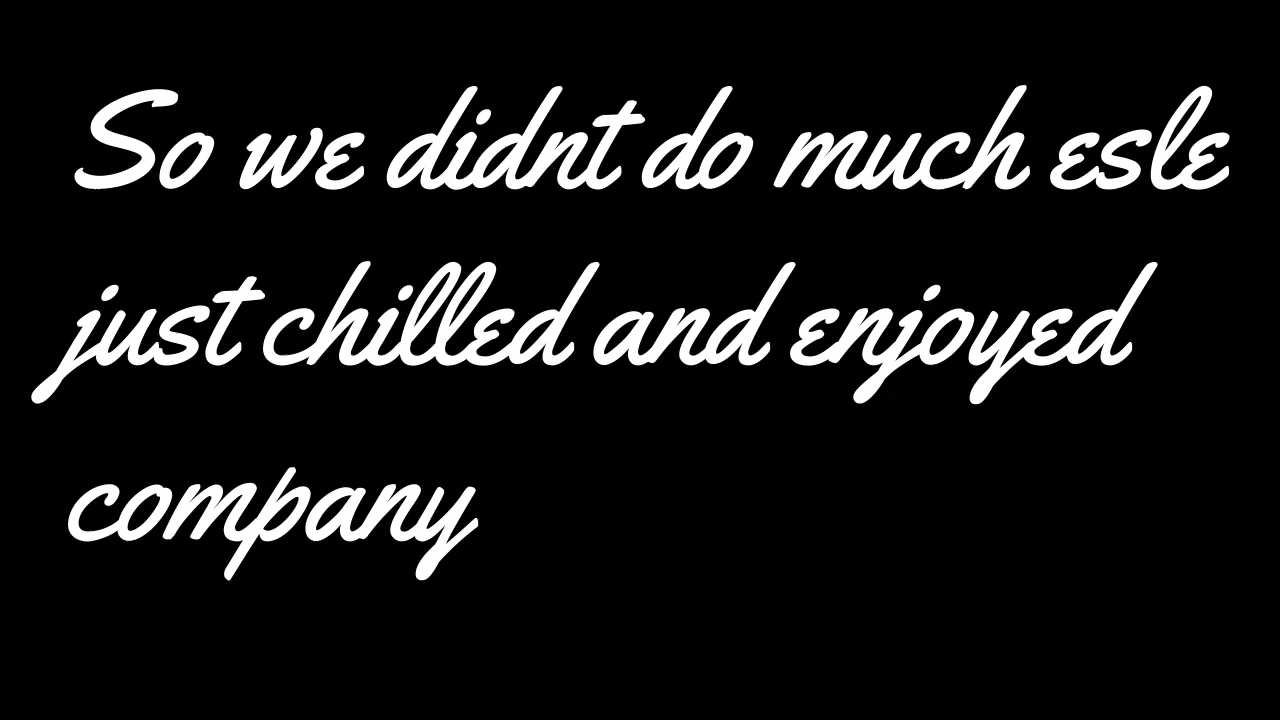 So we didnt do much esle
just chilled and enjoyed
company